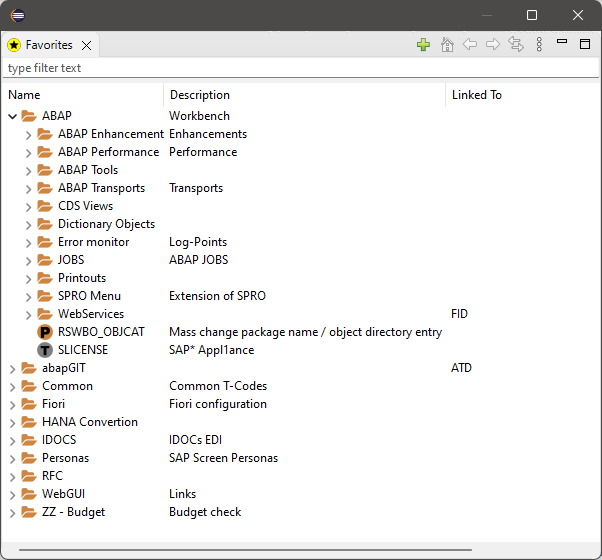 Favorites
type filter text
Name Description Linked To
ABAP Workbench
ABAP Enhancement Enhancements
ABAP Performance Performance
ABAP Tools
ABAP Transports Transports
CDS Views
Dictionary Objects
Error monitor Log-Points
JOBS ABAP JOBS
Printouts
SPRO Menu Extension of SPRO
WebServices FID
P RSWBO_OBJCAT Mass change package name / object directory entry
T SLICENSE SAP* Appl1ance
abapGIT ATD
Common Common T-Codes
Fiori Fiori configuration
HANA Convertion
IDOCS IDOCs EDI
Personas SAP Screen Personas
RFC
WebGUI Links
ZZ - Budget Budget check